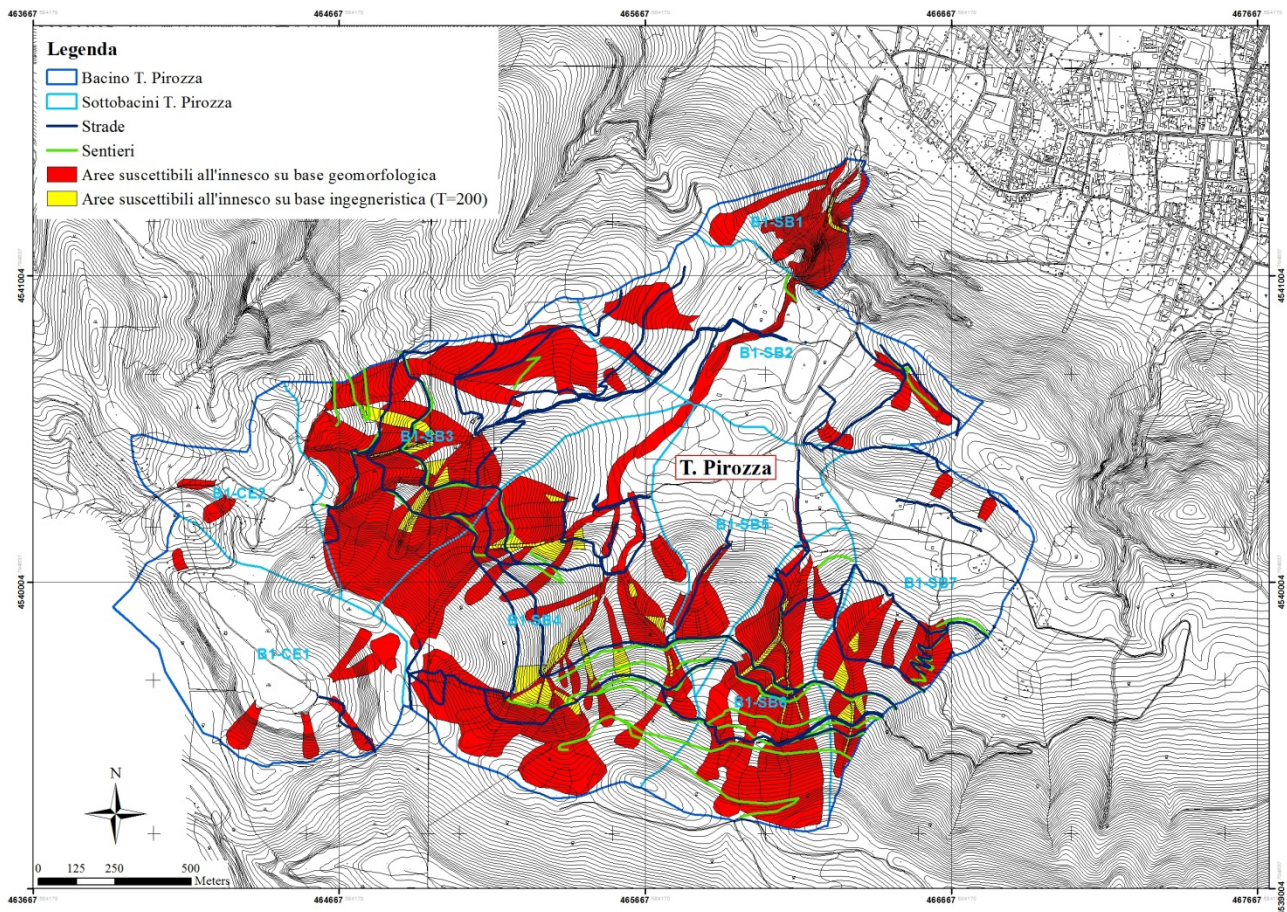 463667
464667
465667
466667
467667
Legenda
Bacino T. Pirozza
Sottobacini T. Pirozza
Strade
Sentieri
Aree suscettibili all'innesco su base geomorfologica
Aree suscettibili all'innesco su base ingegneristica (T=200)
B1-SB1
4541004
4541004
B1-SB2
B1-SB3
T. Pirozza
B1-CE2
B1-SB5
4540004
4540004
B1-SB7
B1-SB4
B1-CE1
B1-SB6
N
0 125 250 500
Meters
463667
464667
465667
466667
467667